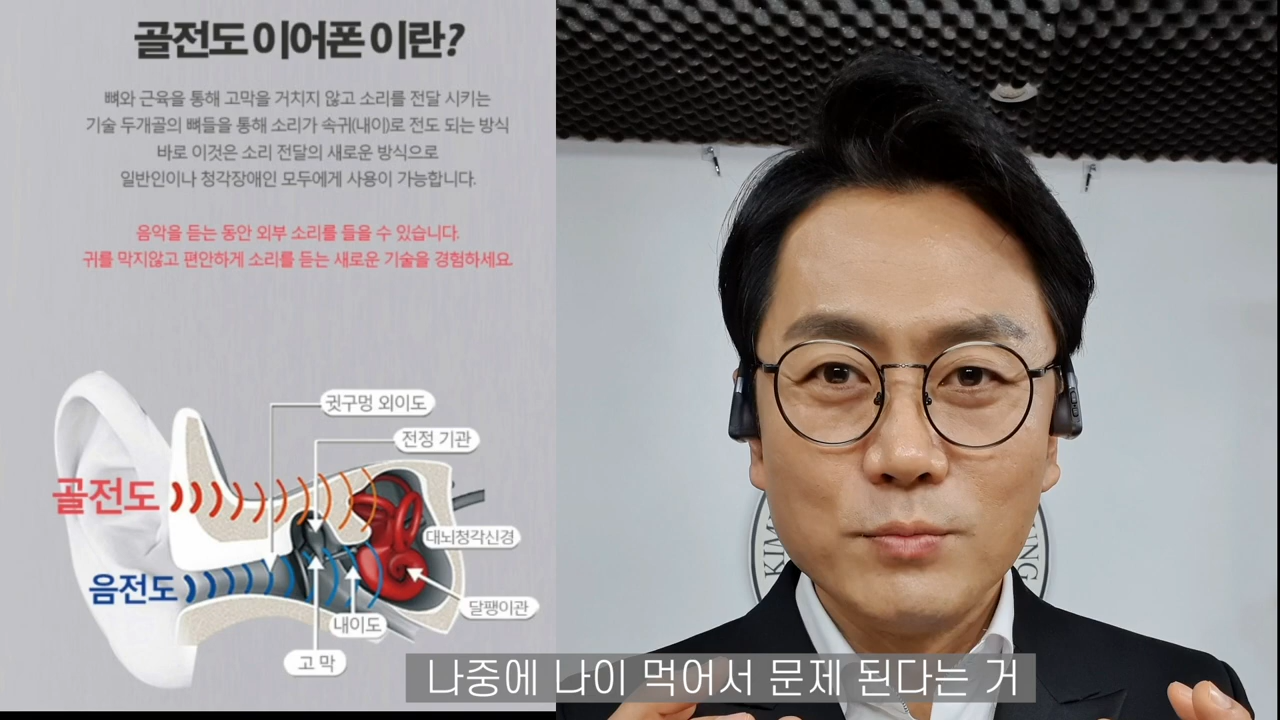 골전도 이어폰 이란?
뼈와 근육을 통해 고막을 거치지 않고 소리를 전달 시키는
기술 두개골의 뼈들을 통해 소리가 속귀(내이)로 전도 되는 방식
바로 이것은 소리 전달의 새로운 방식으로
일반인이나 청각장애인 모두에게 사용이 가능합니다.
음악을 듣는 동안 외부 소리를 들을 수 있습니다.
귀를 막지않고 편안하게 소리를 듣는 새로운 기술을 경험하세요.
귓구멍 외이도
전정 기관
골전도
대뇌청각신경
음전도
달팽이관
내이도
고 막
나중에 나이 먹어서 문제 된다는 거